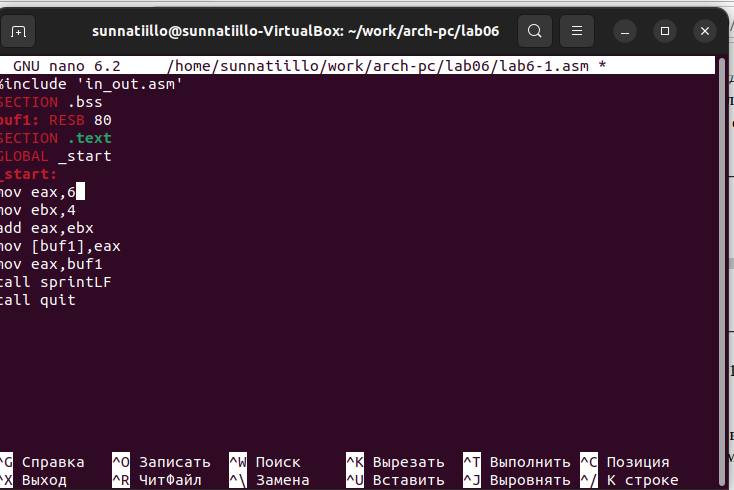 sunnatiillo@sunnatiillo-VirtualBox: ~/work/arch-pc/lab06
GNU nano 6.2 /home/sunnatiillo/work/arch-pc/lab06/lab6-1.asm *
%include 'in_out.asm'
SECTION .bss
buf1: RESB 80
SECTION .text
GLOBAL _start
_start:
mov eax,6
mov ebx,4
add eax,ebx
mov [buf1],eax
mov eax,buf1
call sprintLF
call quit
^G Справка ^O Записать ^W Поиск ^K Вырезать ^T Выполнить ^C Позиция
^X Выход ^R ЧитФайл ^\ Замена ^U Вставить ^J Выровнять ^/ К строке